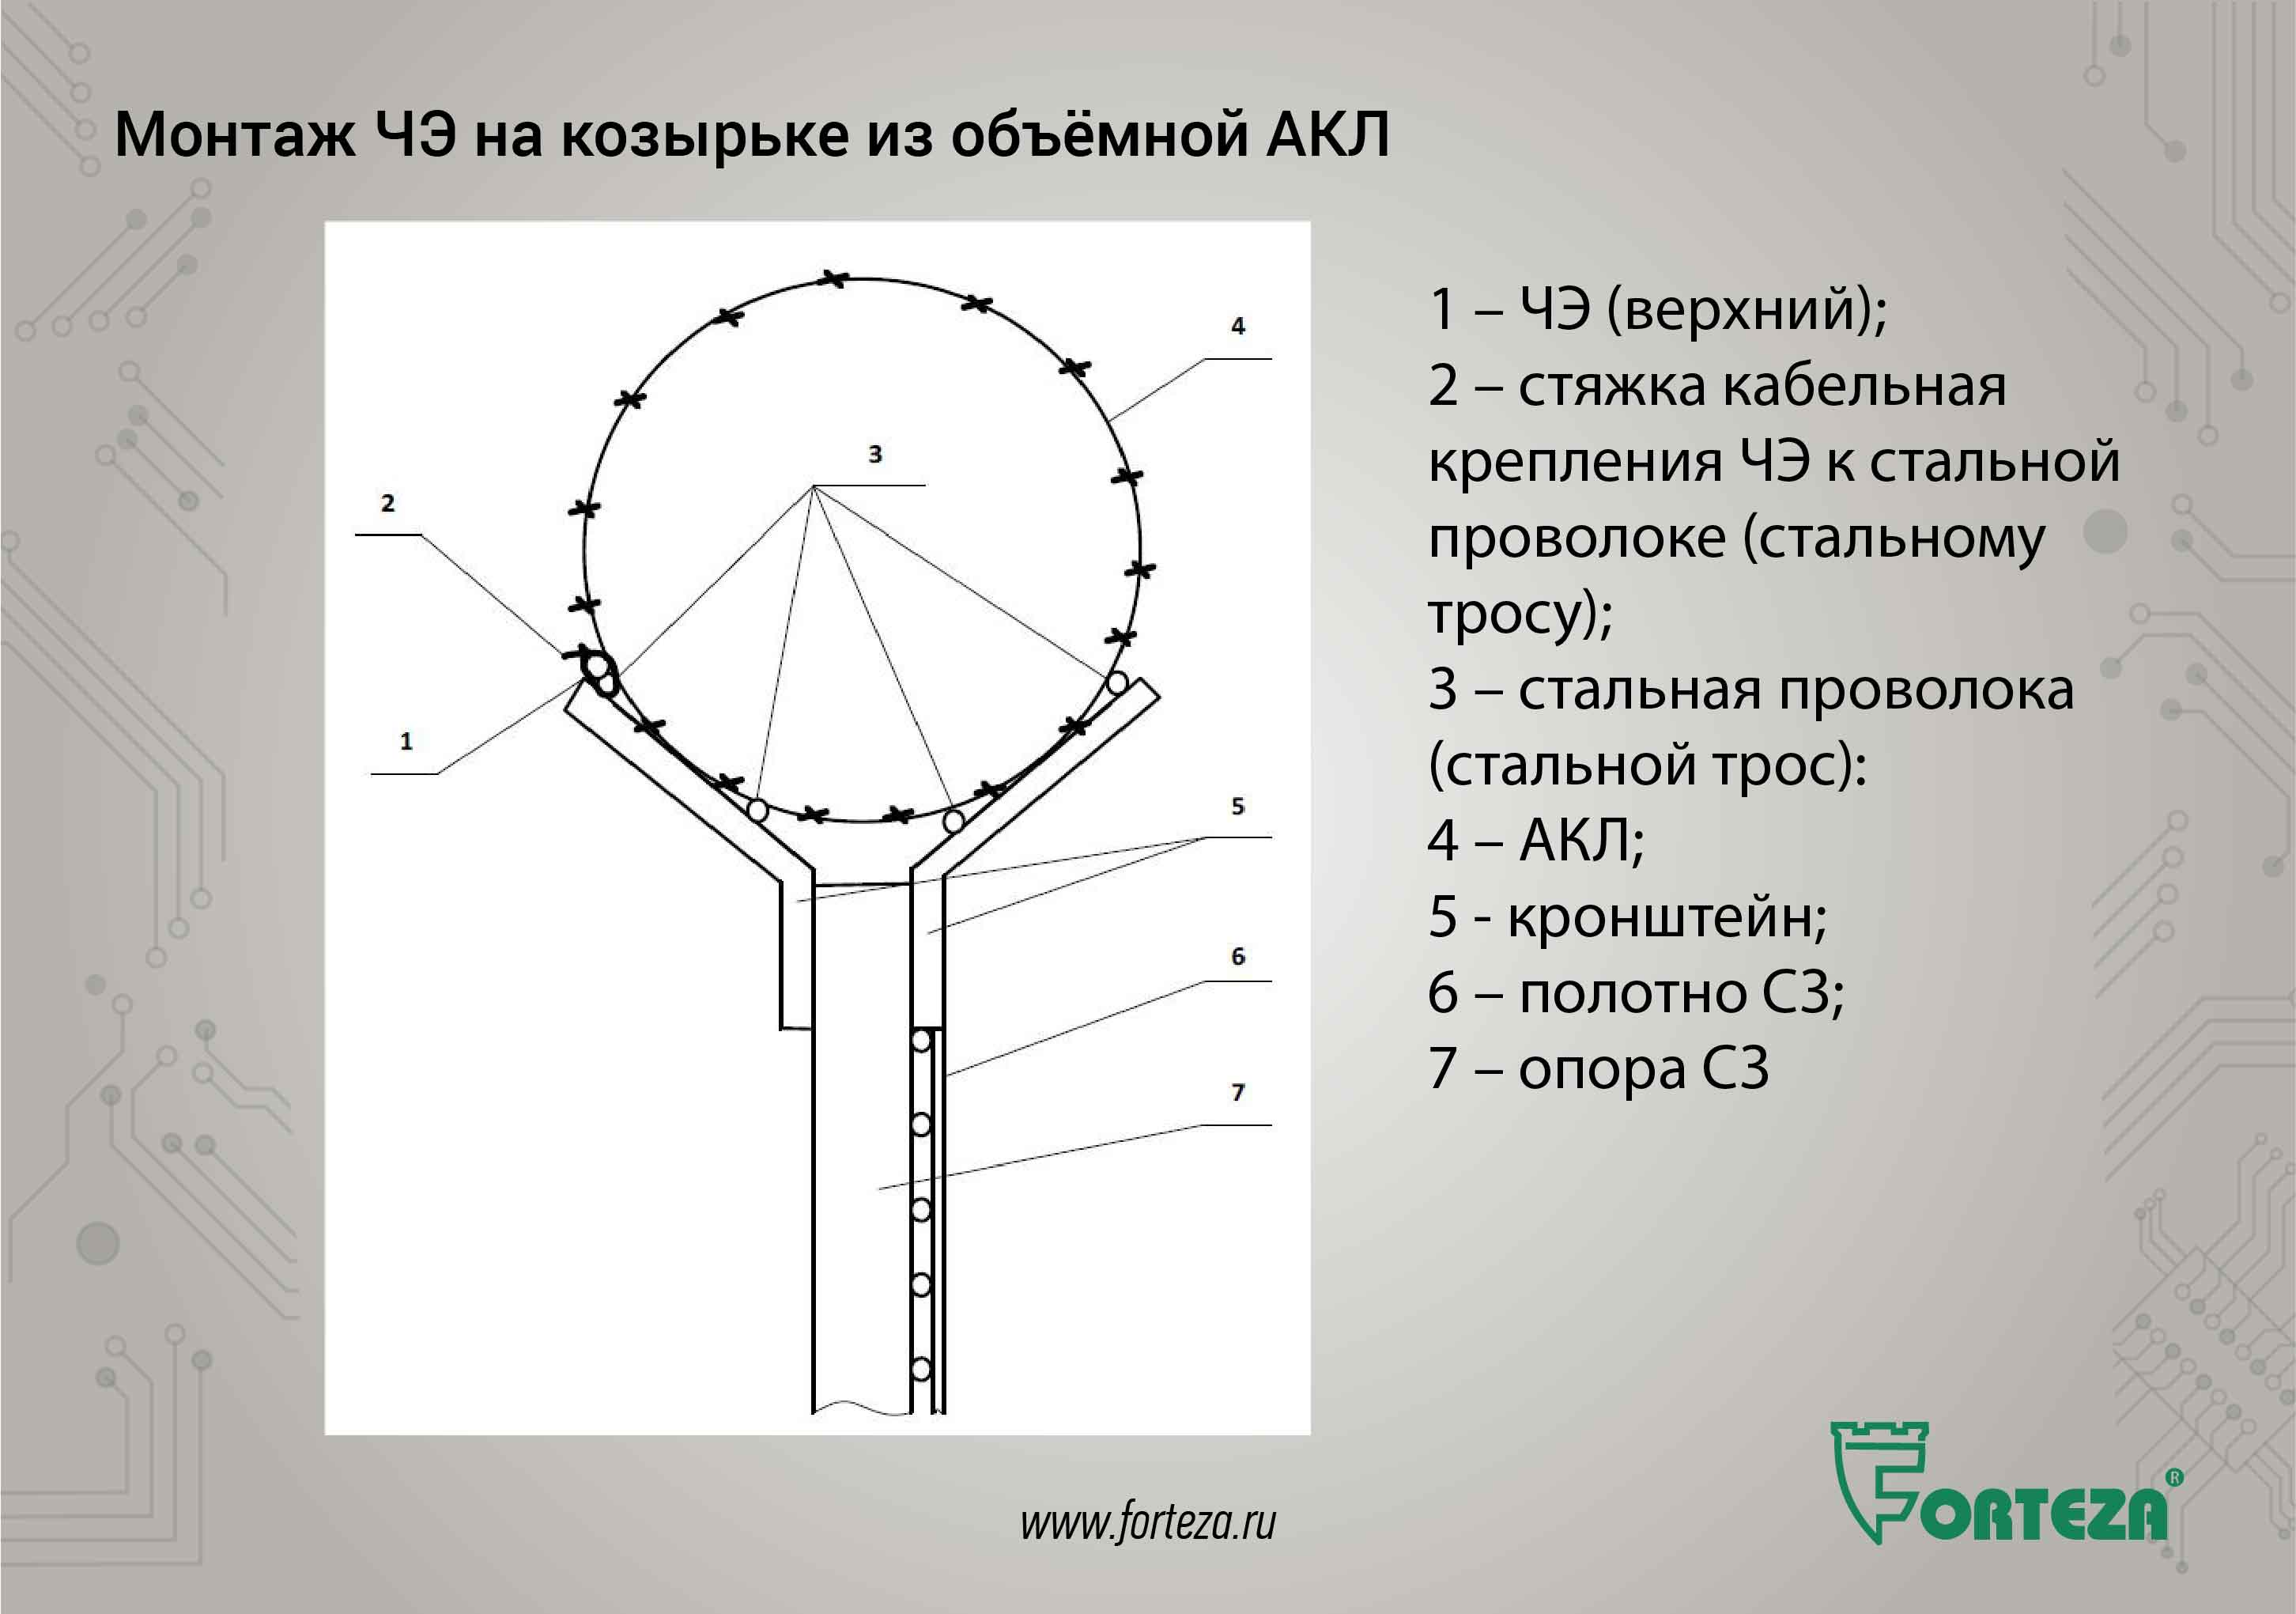 Монтаж ЧЭ на козырьке из объёмной АКЛ
4
3
2
1
5
6
7
1 – ЧЭ (верхний);
2 – стяжка кабельная
крепления ЧЭ к стальной
проволоке (стальному
тросу);
3 – стальная проволока
(стальной трос):
4 – АКЛ;
5 - кронштейн;
6 – полотно СЗ;
7 – опора СЗ
www.forteza.ru
FORTEZA®